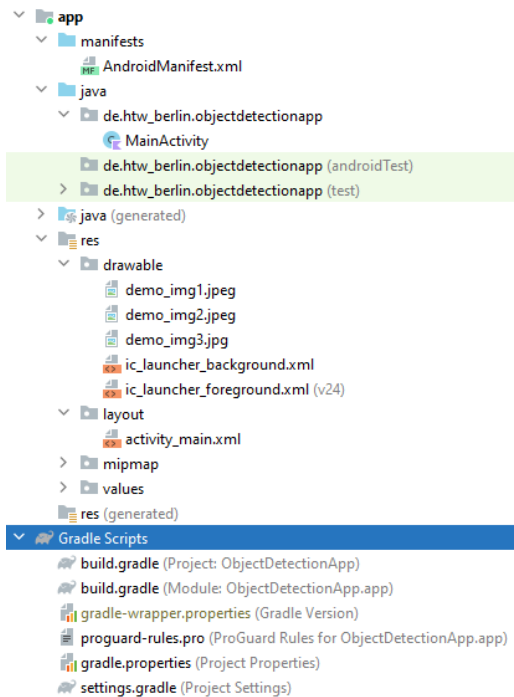 app
manifests
AndroidManifest.xml
java
de.htw_berlin.objectdetectionapp
MainActivity
de.htw_berlin.objectdetectionapp (androidTest)
de.htw_berlin.objectdetectionapp (test)
java (generated)
res
drawable
demo_img1.jpeg
demo_img2.jpeg
demo_img3.jpg
ic_launcher_background.xml
ic_launcher_foreground.xml (v24)
layout
activity_main.xml
mipmap
values
res (generated)
Gradle Scripts
build.gradle (Project: ObjectDetectionApp)
build.gradle (Module: ObjectDetectionApp.app)
gradle-wrapper.properties (Gradle Version)
proguard-rules.pro (ProGuard Rules for ObjectDetectionApp.app)
gradle.properties (Project Properties)
settings.gradle (Project Settings)